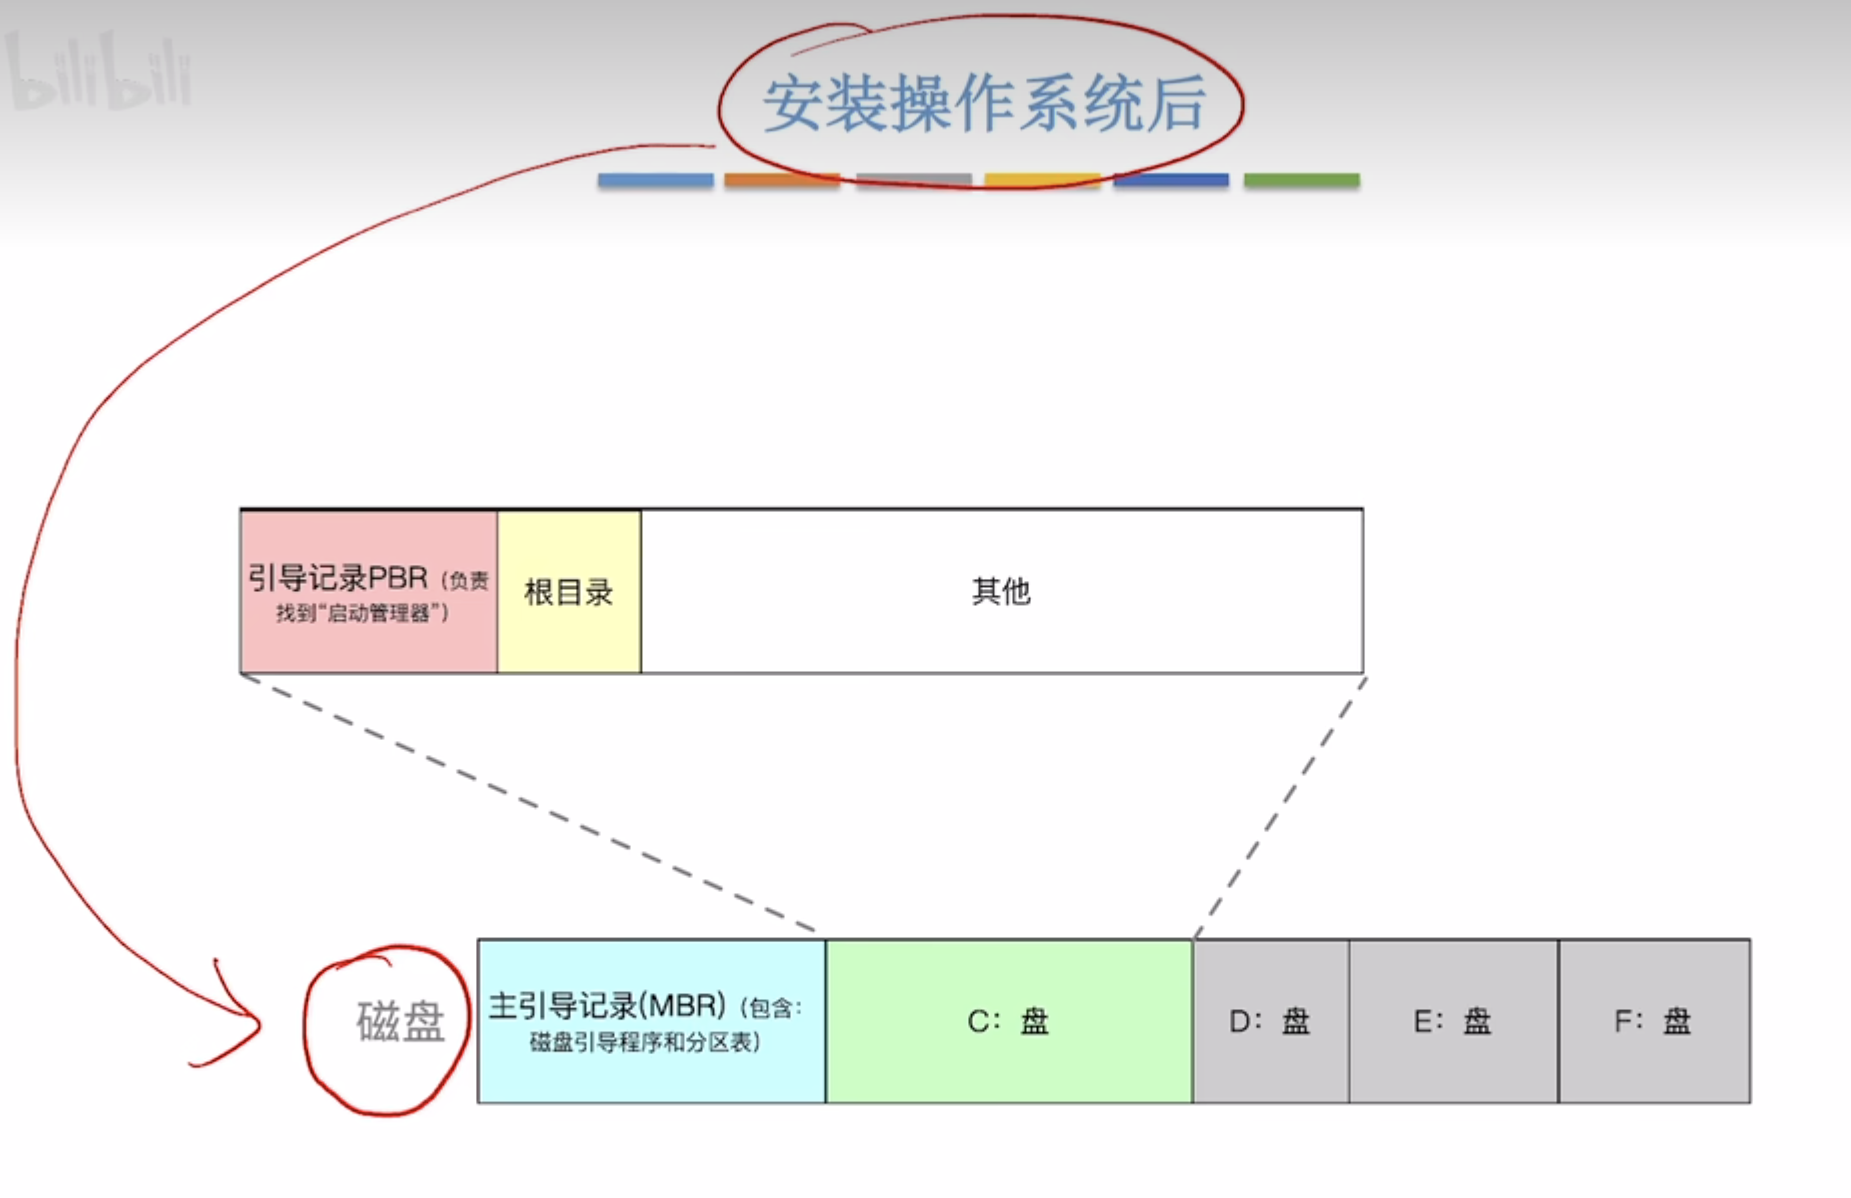 bilibili
安装操作系统后
引导记录PBR（负责
找到“启动管理器”）
根目录
其他
磁盘
主引导记录(MBR)（包含：
磁盘引导程序和分区表）
C：盘
D：盘
E：盘
F：盘